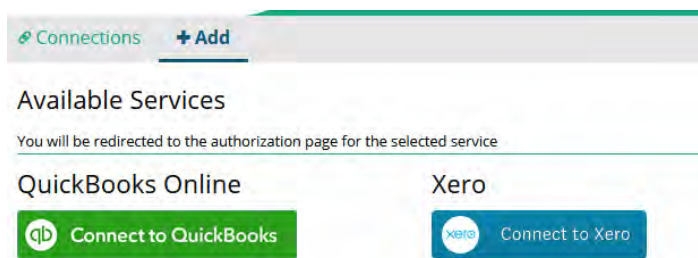 Connections + Add
Available Services
You will be redirected to the authorization page for the selected service
QuickBooks Online Xero
qb Connect to QuickBooks xero Connect to Xero